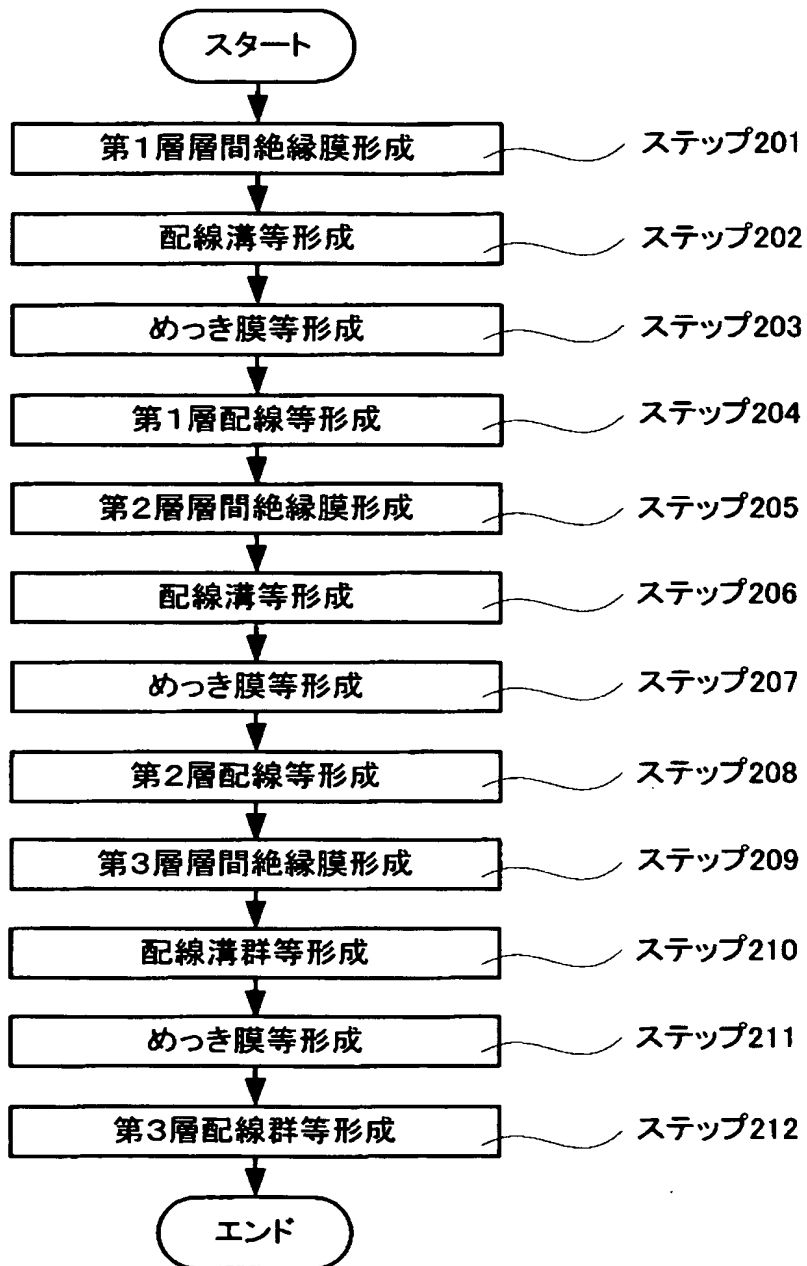 スタート
第1層層間絶縁膜形成 ステップ201
配線溝等形成 ステップ202
めっき膜等形成 ステップ203
第1層配線等形成 ステップ204
第2層層間絶縁膜形成 ステップ205
配線溝等形成 ステップ206
めっき膜等形成 ステップ207
第2層配線等形成 ステップ208
第3層層間絶縁膜形成 ステップ209
配線溝群等形成 ステップ210
めっき膜等形成 ステップ211
第3層配線群等形成 ステップ212
エンド